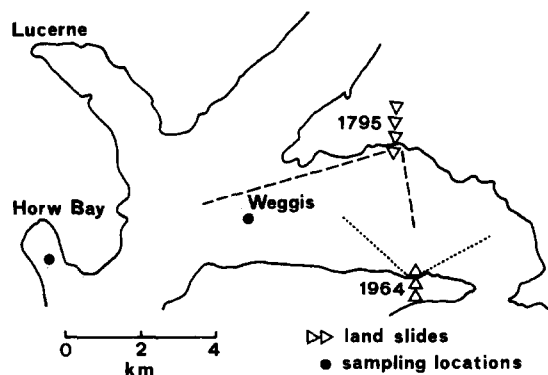 Lucerne
1795
Horw Bay
Weggis
1964
0 2 4
km
land slides
sampling locations